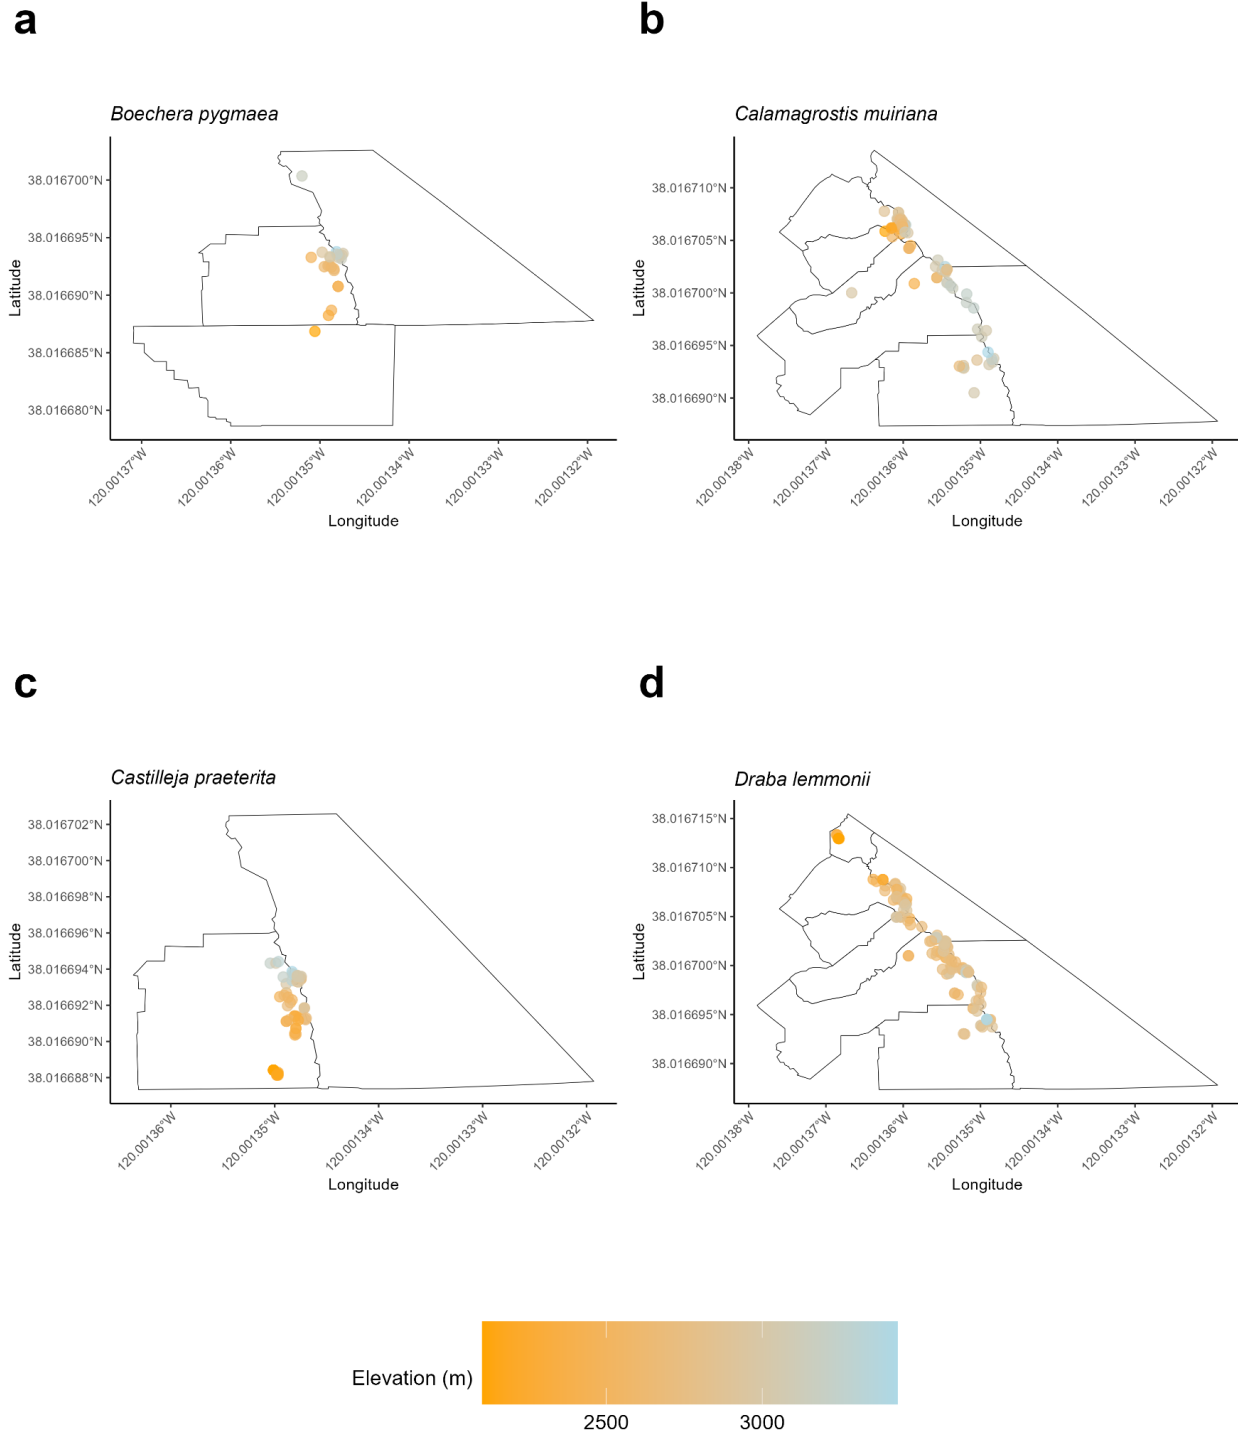 a
b
Boechera pygmaea
Calamagrostis muiriana
38.016700°N
38.016695°N
38.016690°N
38.016685°N
38.016680°N
Latitude
120.00137°W
120.00136°W
120.00135°W
120.00134°W
120.00133°W
120.00132°W
Longitude
38.016710°N
38.016705°N
38.016700°N
38.016695°N
38.016690°N
Latitude
120.00138°W
120.00137°W
120.00136°W
120.00135°W
120.00134°W
120.00133°W
120.00132°W
Longitude
c
d
Castilleja praeterita
Draba lemmonii
38.016702°N
38.016700°N
38.016698°N
38.016696°N
38.016694°N
38.016692°N
38.016690°N
38.016688°N
Latitude
120.00136°W
120.00135°W
120.00134°W
120.00133°W
120.00132°W
Longitude
38.016715°N
38.016710°N
38.016705°N
38.016700°N
38.016695°N
38.016690°N
Latitude
120.00138°W
120.00137°W
120.00136°W
120.00135°W
120.00134°W
120.00133°W
120.00132°W
Longitude
Elevation (m)
2500
3000